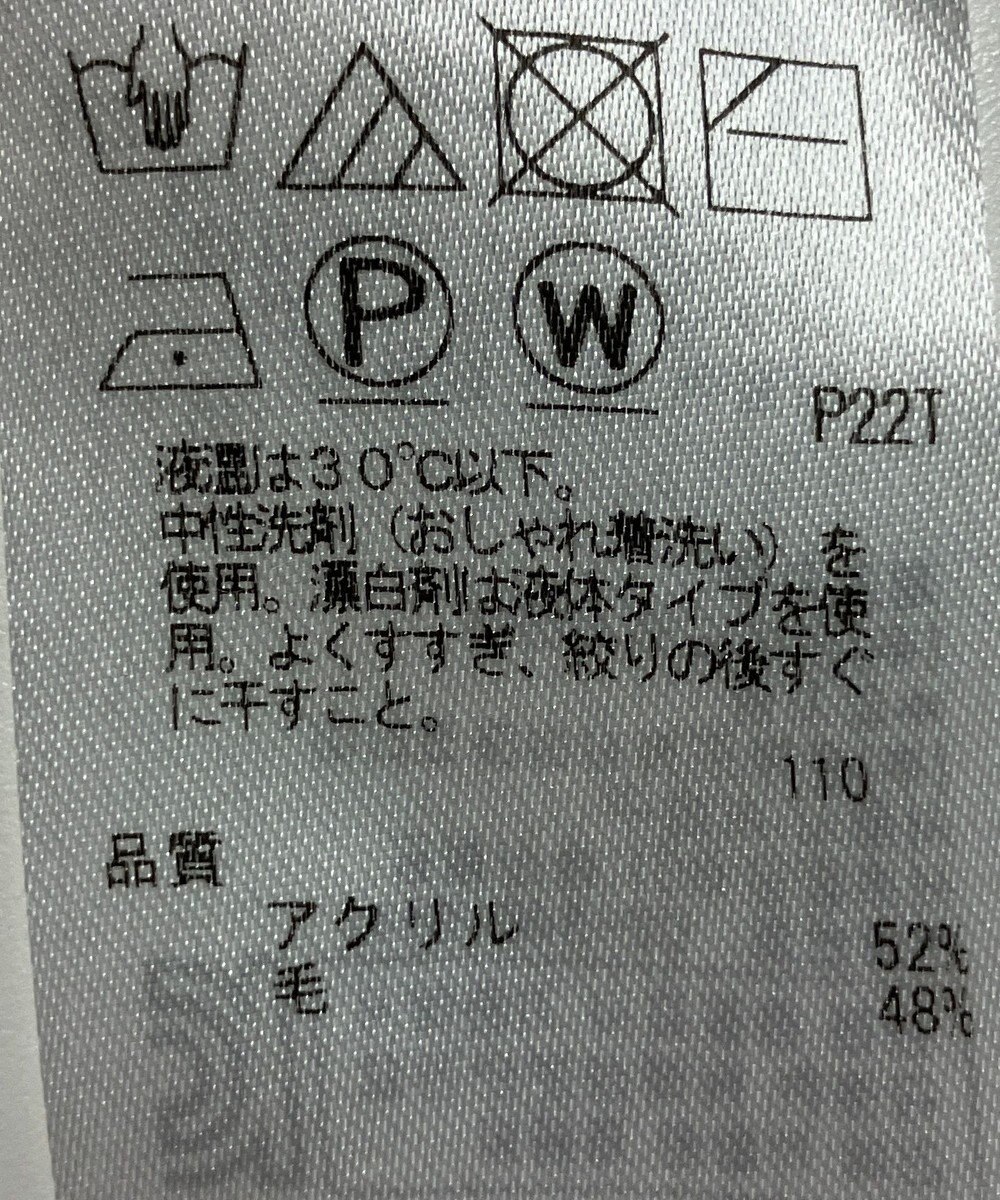 P
W
P22T
液温は30℃以下。
中性洗剤（おしゃれ着洗い）を
使用。漂白剤は液体タイプを使
用。よくすすぎ、絞りの後すぐ
に干すこと。
110
品質
アクリル 52%
毛 48%